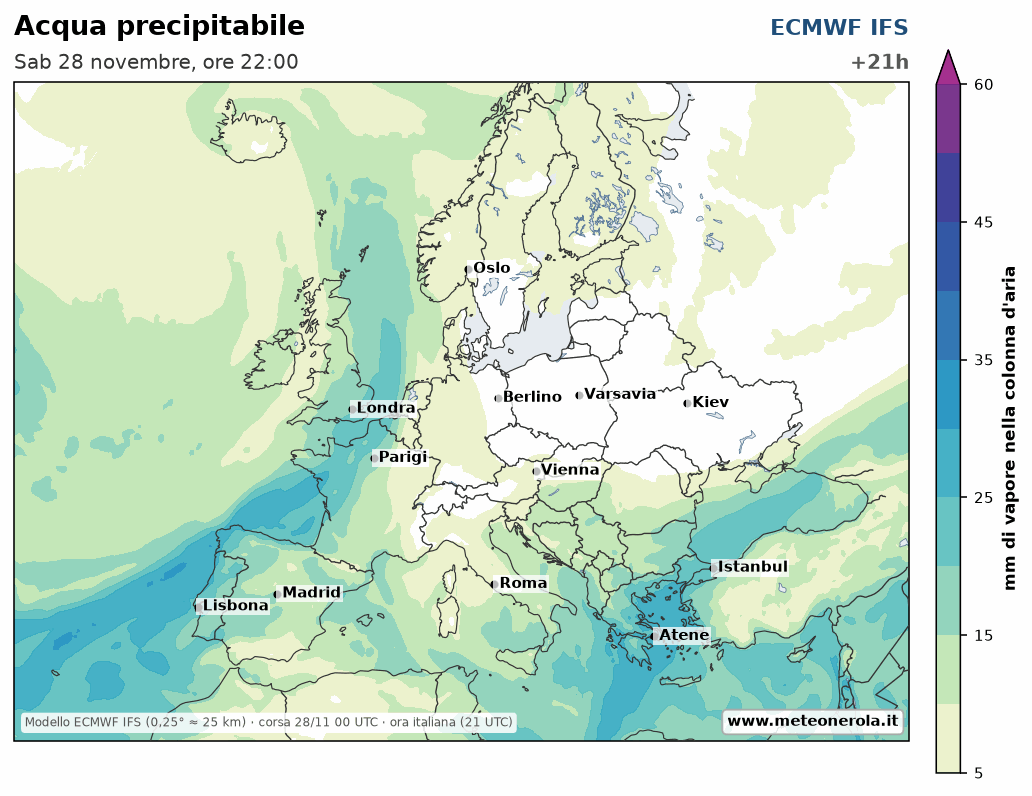 Acqua precipitabile
ECMWF IFS
Sab 28 novembre, ore 22:00
+21h
60
45
35
25
15
5
mm di vapore nella colonna d'aria
Oslo
Berlino
Varsavia
Kiev
Londra
Parigi
Vienna
Istanbul
Roma
Madrid
Lisbona
Atene
Modello ECMWF IFS (0,25° ≈ 25 km) · corsa 28/11 00 UTC · ora italiana (21 UTC)
www.meteonerola.it